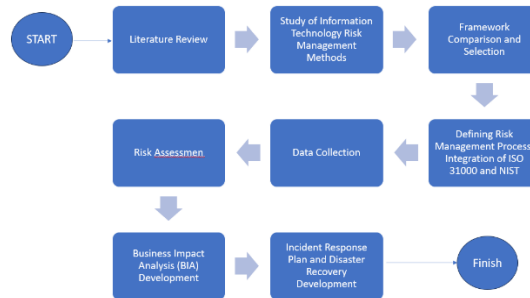 START
Literature Review
Study of Information
Technology Risk
Management
Methods
Framework
Comparison and
Selection
Defining Risk
Management Process
Integration of ISO
31000 and NIST
Data Collection
Risk Assessmen
Business Impact
Analysis (BIA)
Development
Incident Response
Plan and Disaster
Recovery
Development
Finish